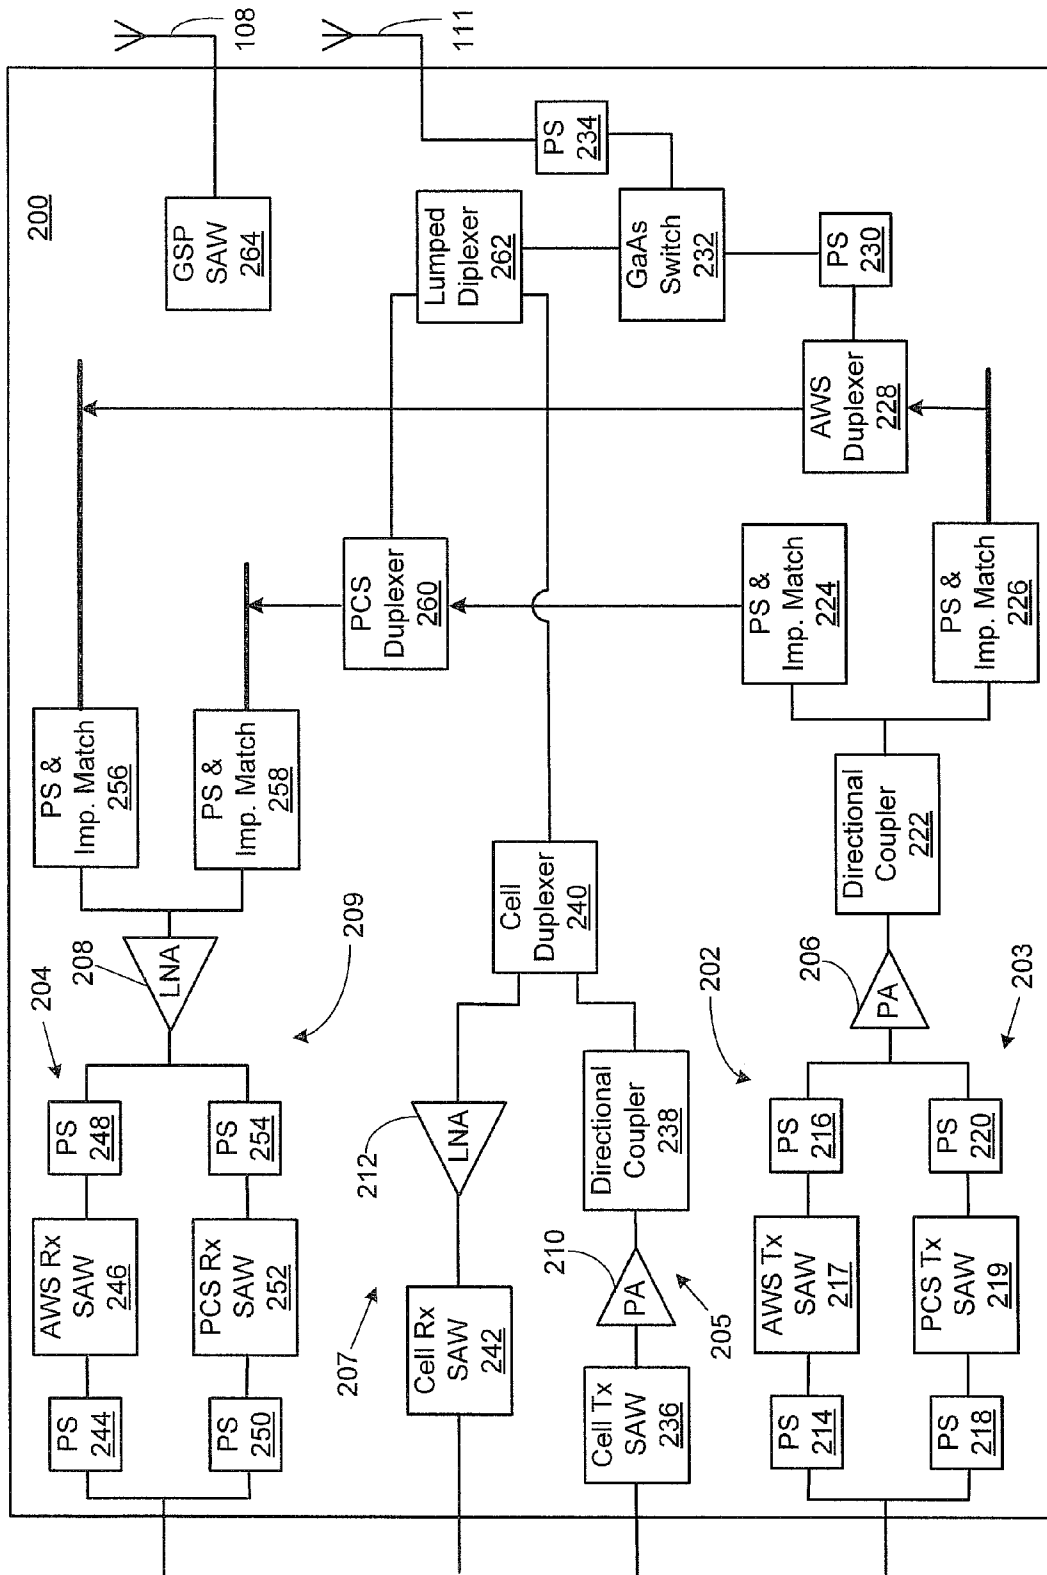 200
108
111
GSP
SAW
264
PS
234
Lumped
Diplexer
262
GaAs
Switch
232
PS
230
AWS
Duplexer
228
PCS
Duplexer
260
PS &
Imp. Match
256
PS &
Imp. Match
258
PS &
Imp. Match
224
PS &
Imp. Match
226
Directional
Coupler
222
Cell
Duplexer
240
208
LNA
204
209
PS
248
AWS Rx
SAW
246
PS
244
PS
254
PCS Rx
SAW
252
PS
250
212
LNA
207
Cell Rx
SAW
242
Directional
Coupler
238
210
PA
205
Cell Tx
SAW
236
206
PA
202
203
PS
216
AWS Tx
SAW
217
PS
214
PS
220
PCS Tx
SAW
219
PS
218